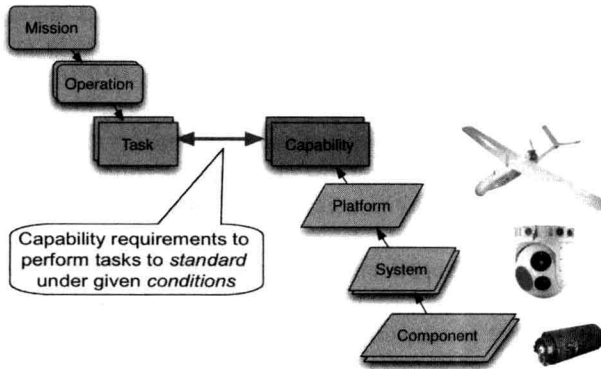 Mission
Operation
Task
Capability
Platform
Capability requirements to
perform tasks to standard
under given conditions
System
Component